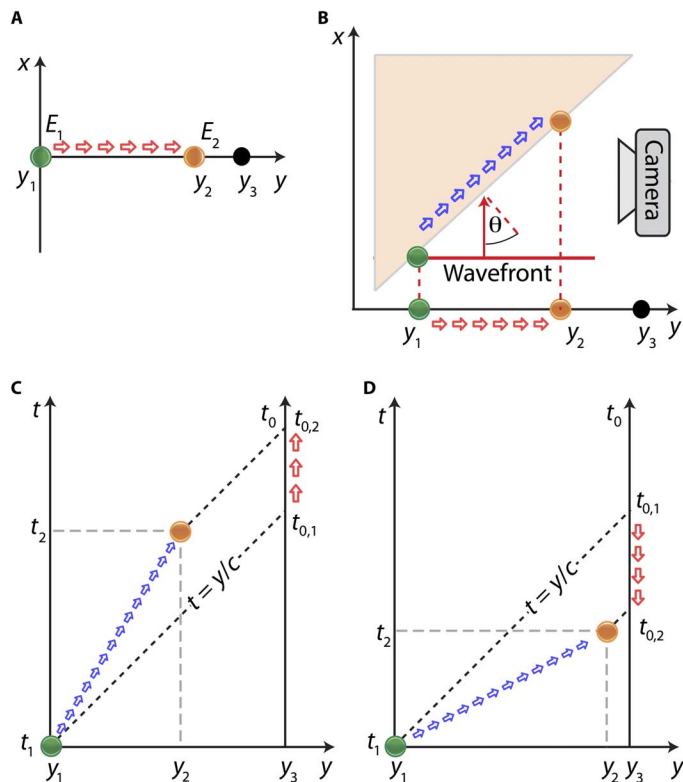 A
x
E1
E2
y1
y2
y3
y
B
x
θ
Wavefront
Camera
y1
y2
y3
y
C
t
t0
t0,2
t2
t0,1
t = y/c
t1
y1
y2
y3
y
D
t
t0
t0,1
t = y/c
t2
t0,2
t1
y1
y2
y3
y